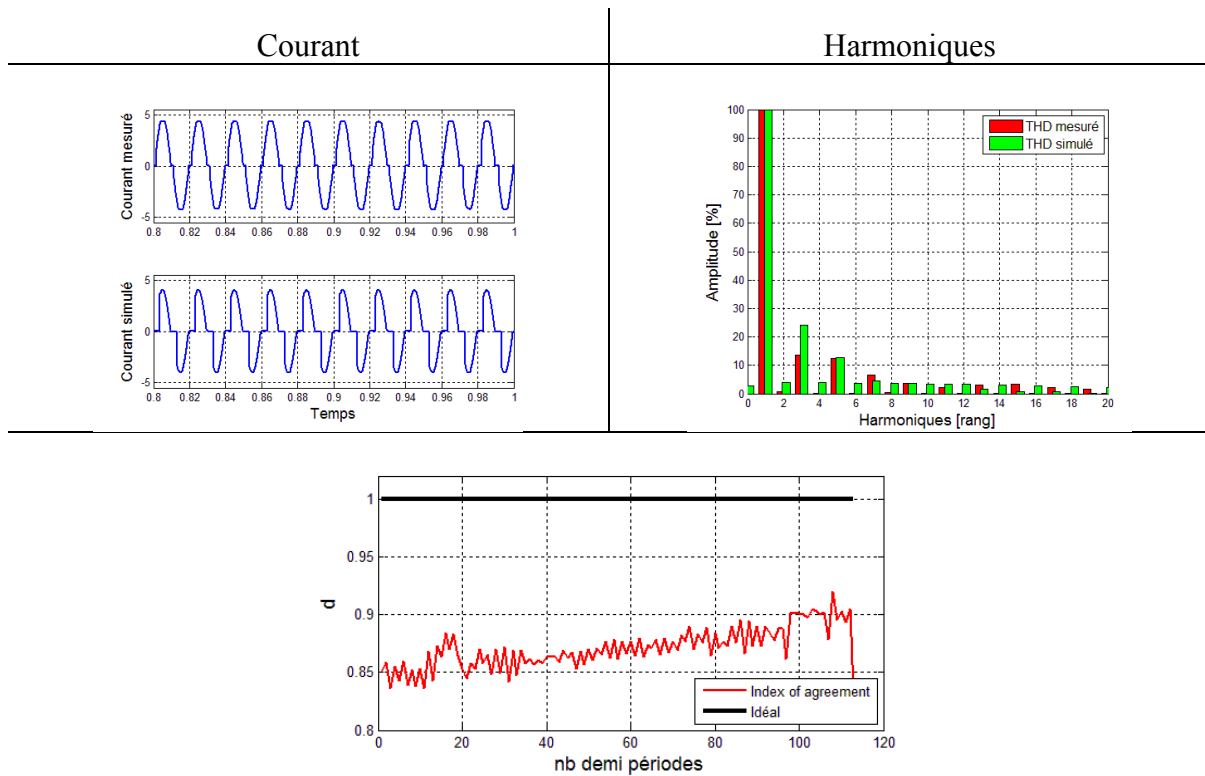 Courant
Harmoniques
Courant mesuré
5
0
-5
0.8 0.82 0.84 0.86 0.88 0.9 0.92 0.94 0.96 0.98 1
Courant simulé
5
0
-5
0.8 0.82 0.84 0.86 0.88 0.9 0.92 0.94 0.96 0.98 1
Temps
Amplitude [%]
100
90
80
70
60
50
40
30
20
10
0
0 2 4 6 8 10 12 14 16 18 20
Harmoniques [rang]
THD mesuré
THD simulé
d
1
0.95
0.9
0.85
0.8
0 20 40 60 80 100 120
nb demi périodes
Index of agreement
Idéal